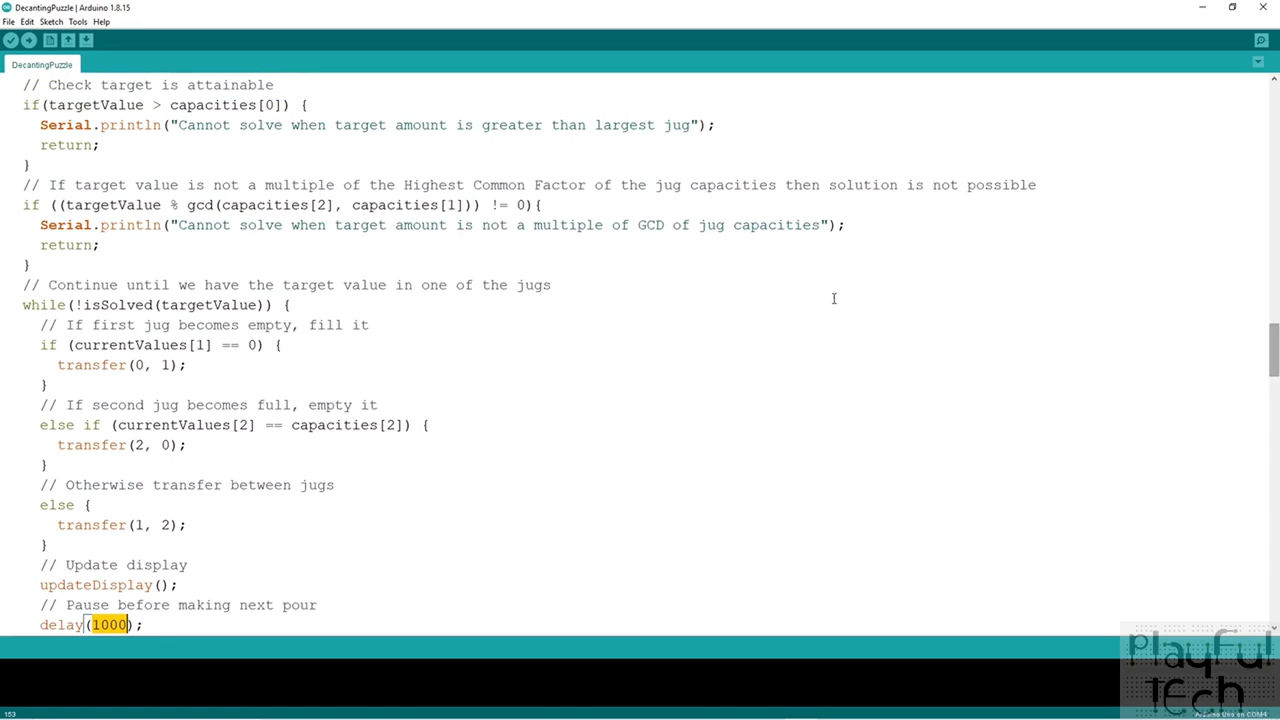 DecantingPuzzle | Arduino 1.8.15
File Edit Sketch Tools Help
DecantingPuzzle
// Check target is attainable
if(targetValue > capacities[0]) {
Serial.println("Cannot solve when target amount is greater than largest jug");
return;
}
// If target value is not a multiple of the Highest Common Factor of the jug capacities then solution is not possible
if ((targetValue % gcd(capacities[2], capacities[1])) != 0){
Serial.println("Cannot solve when target amount is not a multiple of GCD of jug capacities");
return;
}
// Continue until we have the target value in one of the jugs
while(!isSolved(targetValue)) {
// If first jug becomes empty, fill it
if (currentValues[1] == 0) {
transfer(0, 1);
}
// If second jug becomes full, empty it
else if (currentValues[2] == capacities[2]) {
transfer(2, 0);
}
// Otherwise transfer between jugs
else {
transfer(1, 2);
}
// Update display
updateDisplay();
// Pause before making next pour
delay(1000);
PlayFul
TEch
153
Arduino Uno on COM4